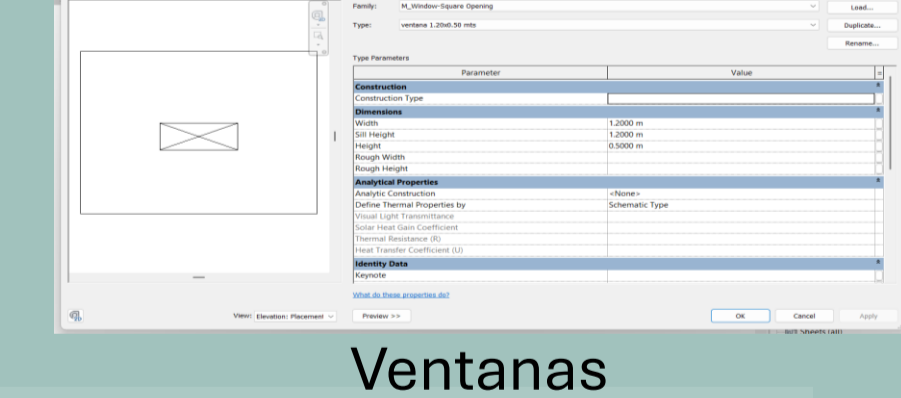 Family: M_Window-Square Opening Load...
Type: ventana 1.20x0.50 mts Duplicate...
Rename...
Type Parameters
Parameter Value =
Construction
Construction Type
Dimensions
Width 1.2000 m
Sill Height 1.2000 m
Height 0.5000 m
Rough Width
Rough Height
Analytical Properties
Analytic Construction <None>
Define Thermal Properties by Schematic Type
Visual Light Transmittance
Solar Heat Gain Coefficient
Thermal Resistance (R)
Heat Transfer Coefficient (U)
Identity Data
Keynote
What do these properties do?
View: Elevation: Placement Preview >> OK Cancel Apply
Sheets (all)
Ventanas